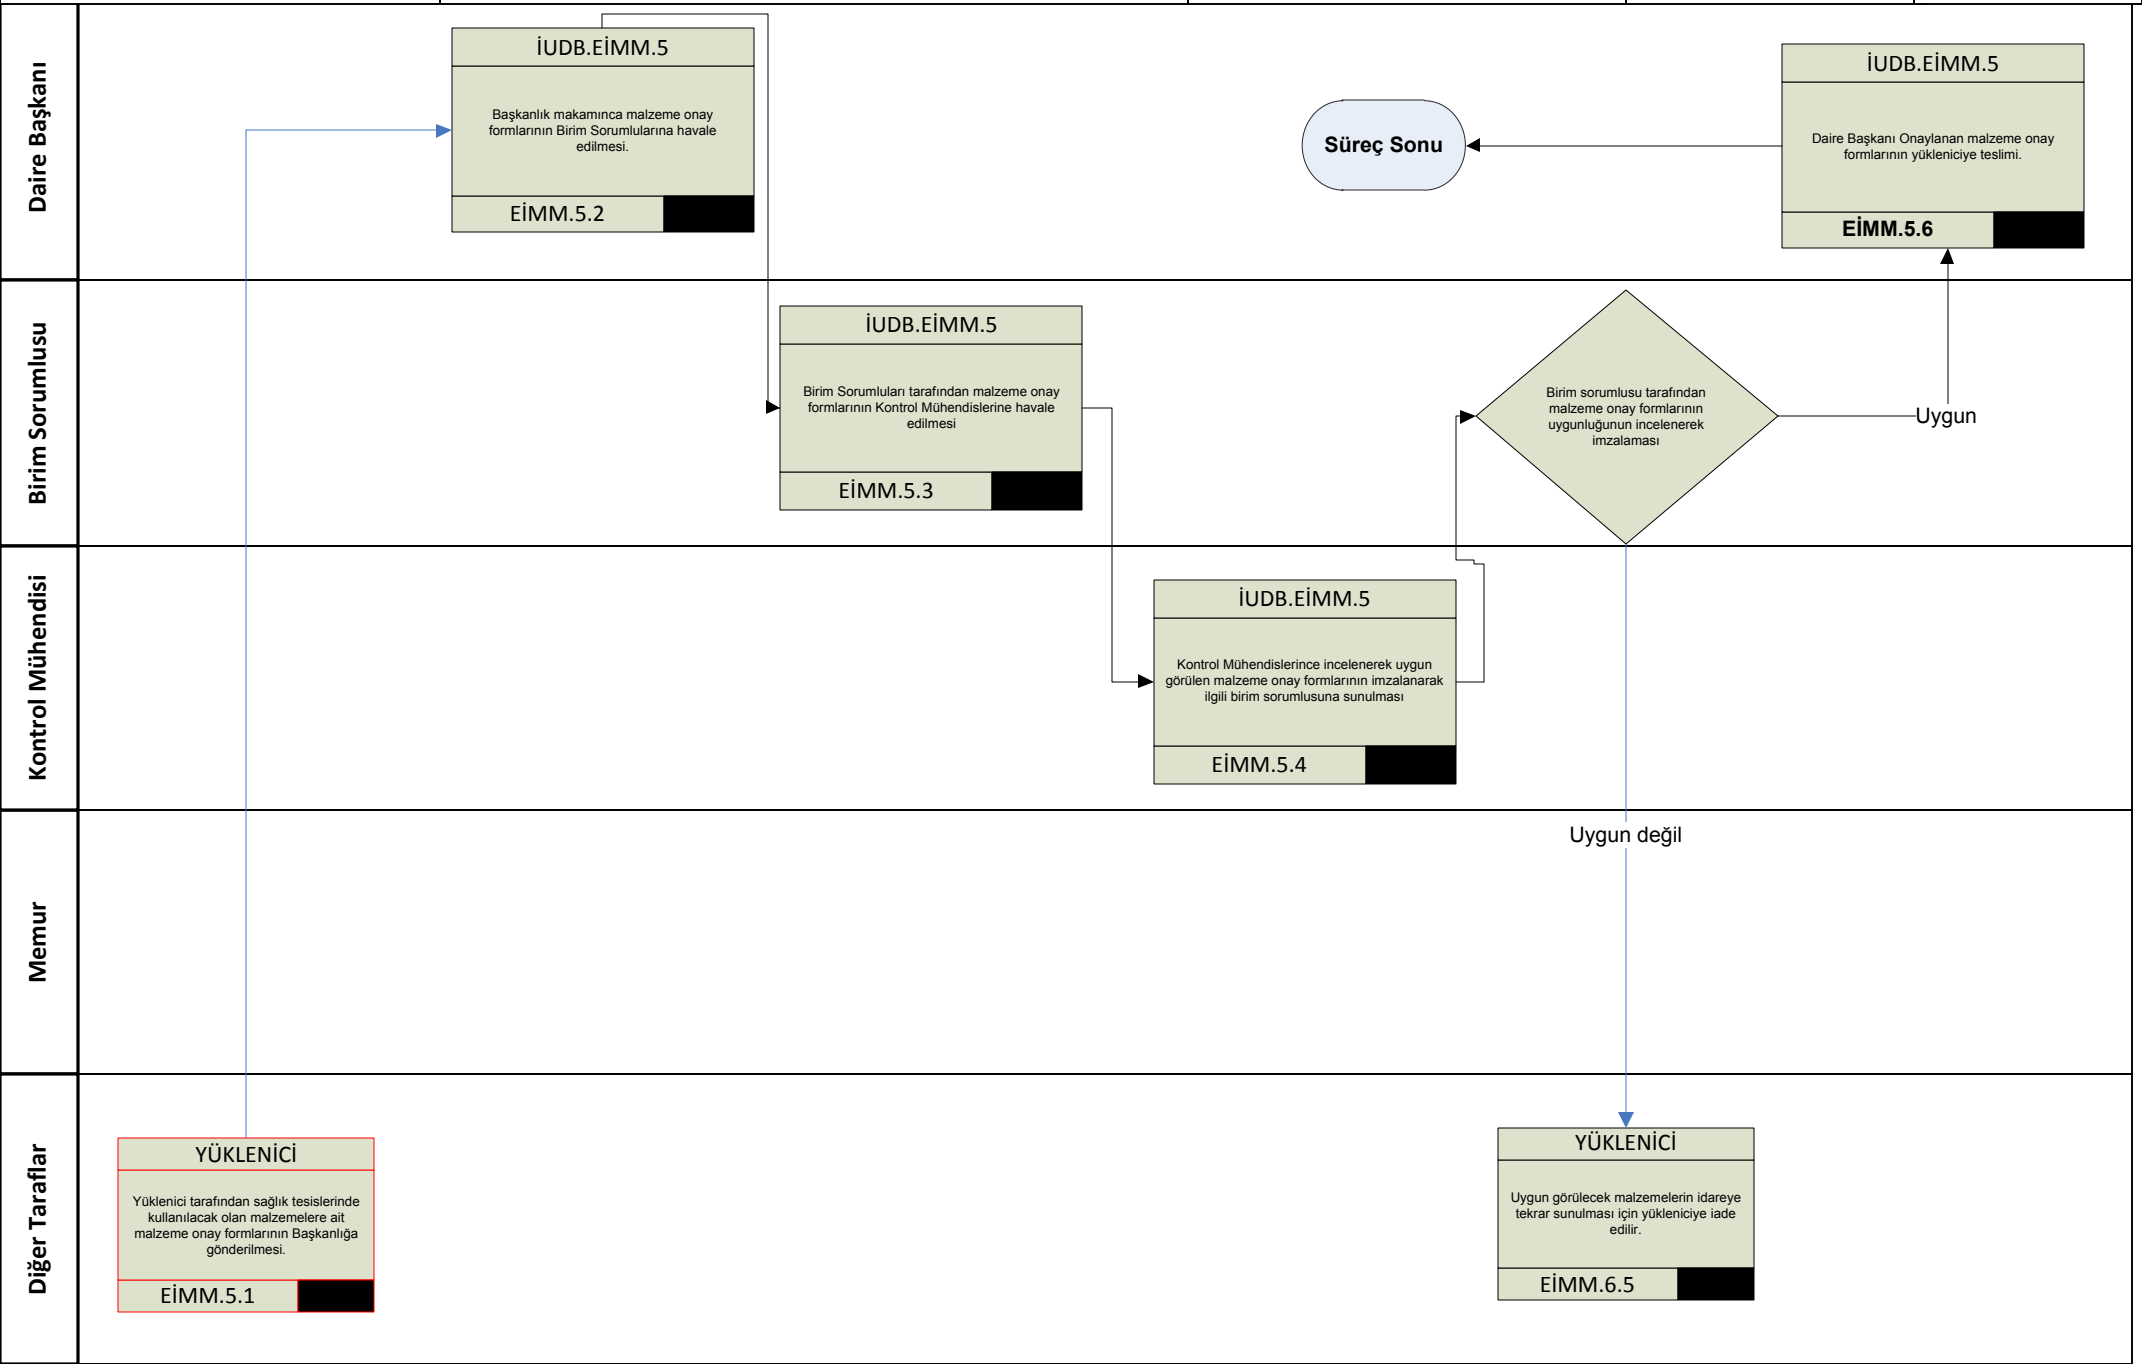 Daire Başkanı
İUDB.EİMM.5
Başkanlık makamınca malzeme onay
formlarının Birim Sorumlularına havale
edilmesi.
EİMM.5.2
Süreç Sonu
İUDB.EİMM.5
Daire Başkanı Onaylanan malzeme onay
formlarının yükleniciye teslimi.
EİMM.5.6
Birim Sorumlusu
İUDB.EİMM.5
Birim Sorumluları tarafından malzeme onay
formlarının Kontrol Mühendislerine havale
edilmesi
EİMM.5.3
Birim sorumlusu tarafından
malzeme onay formlarının
uygunluğunun incelenerek
imzalaması
Uygun
Kontrol Mühendisi
İUDB.EİMM.5
Kontrol Mühendislerince incelenerek uygun
görülen malzeme onay formlarının imzalanarak
ilgili birim sorumlusuna sunulması
EİMM.5.4
Memur
Uygun değil
Diğer Taraflar
YÜKLENİCİ
Yüklenici tarafından sağlık tesislerinde
kullanılacak olan malzemelere ait
malzeme onay formlarının Başkanlığa
gönderilmesi.
EİMM.5.1
YÜKLENİCİ
Uygun görülecek malzemelerin idareye
tekrar sunulması için yükleniciye iade
edilir.
EİMM.6.5